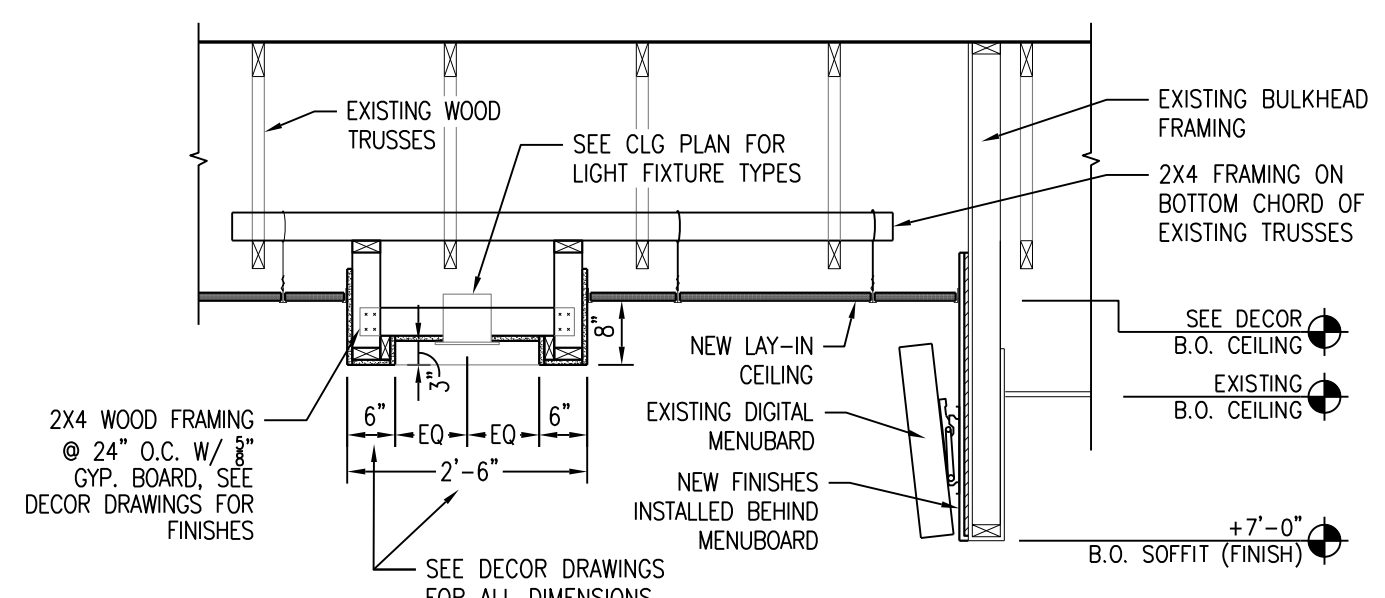 EXISTING WOOD
TRUSSES
SEE CLG PLAN FOR
LIGHT FIXTURE TYPES
EXISTING BULKHEAD
FRAMING
2X4 FRAMING ON
BOTTOM CHORD OF
EXISTING TRUSSES
8"
3"
NEW LAY-IN
CEILING
SEE DECOR
B.O. CEILING
EXISTING
B.O. CEILING
2X4 WOOD FRAMING
@ 24" O.C. W/ 5/8"
GYP. BOARD, SEE
DECOR DRAWINGS FOR
FINISHES
6"
EQ
EQ
6"
2'-6"
EXISTING DIGITAL
MENUBARD
NEW FINISHES
INSTALLED BEHIND
MENUBOARD
+7'-0"
B.O. SOFFIT (FINISH)
SEE DECOR DRAWINGS
FOR ALL DIMENSIONS